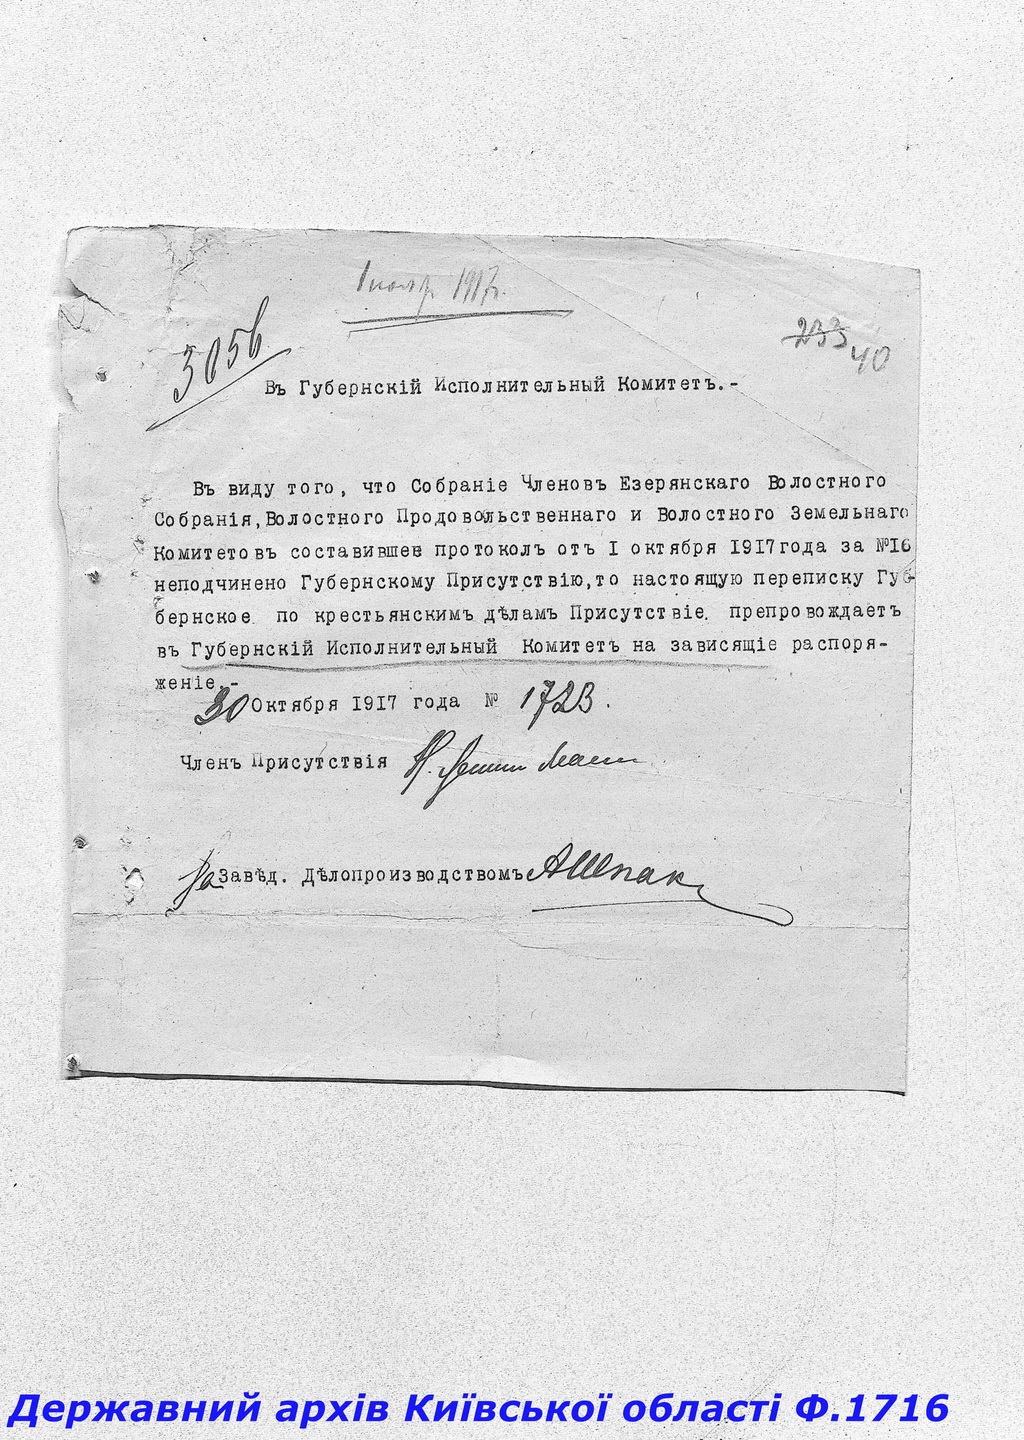 1 ноябр 1917г.
3056
233 40
Въ Губернскій Исполнительный Комитетъ.-
Въ виду того, что Собраніе Членовъ Езерянскаго Волостного
Собранія, Волостного Продовольственнаго и Волостного Земельнаго
Комитетовъ составившее протоколъ отъ I октября 1917 года за №16
неподчинено Губернскому Присутствію, то настоящую переписку Гу-
бернское по крестьянскимъ дѣламъ Присутствіе препровождаетъ
въ Губернскій Исполнительный Комитетъ на зависящіе распоря-
женіе.-
30 Октября 1917 года № 1723.
Членъ Присутствія
За Завѣд. Дѣлопроизводствомъ АШпак
Державний архів Київської області Ф.1716